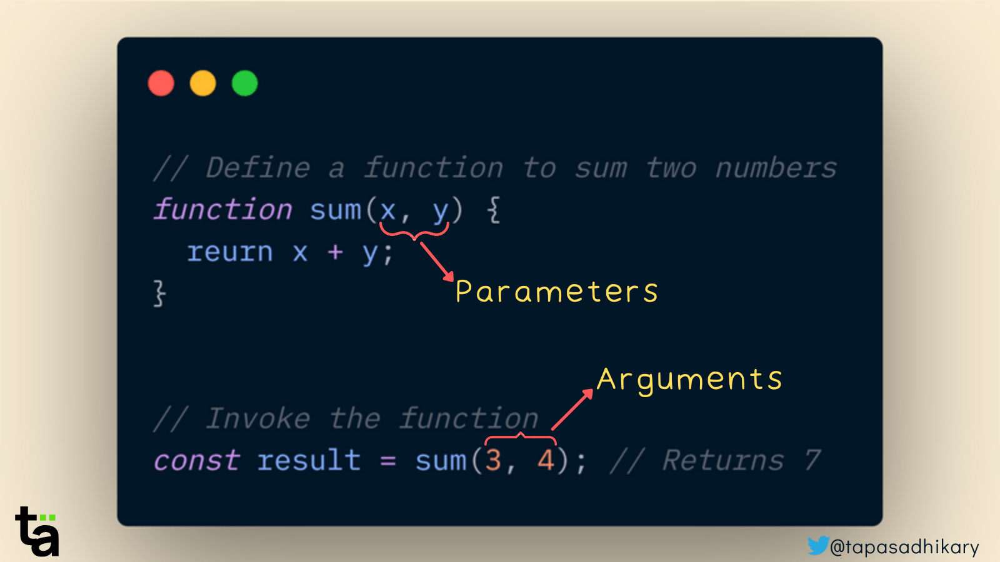 // Define a function to sum two numbers
function sum(x, y) {
reurn x + y;
}
Parameters
Arguments
// Invoke the function
const result = sum(3, 4); // Returns 7
ta
@tapasadhikary